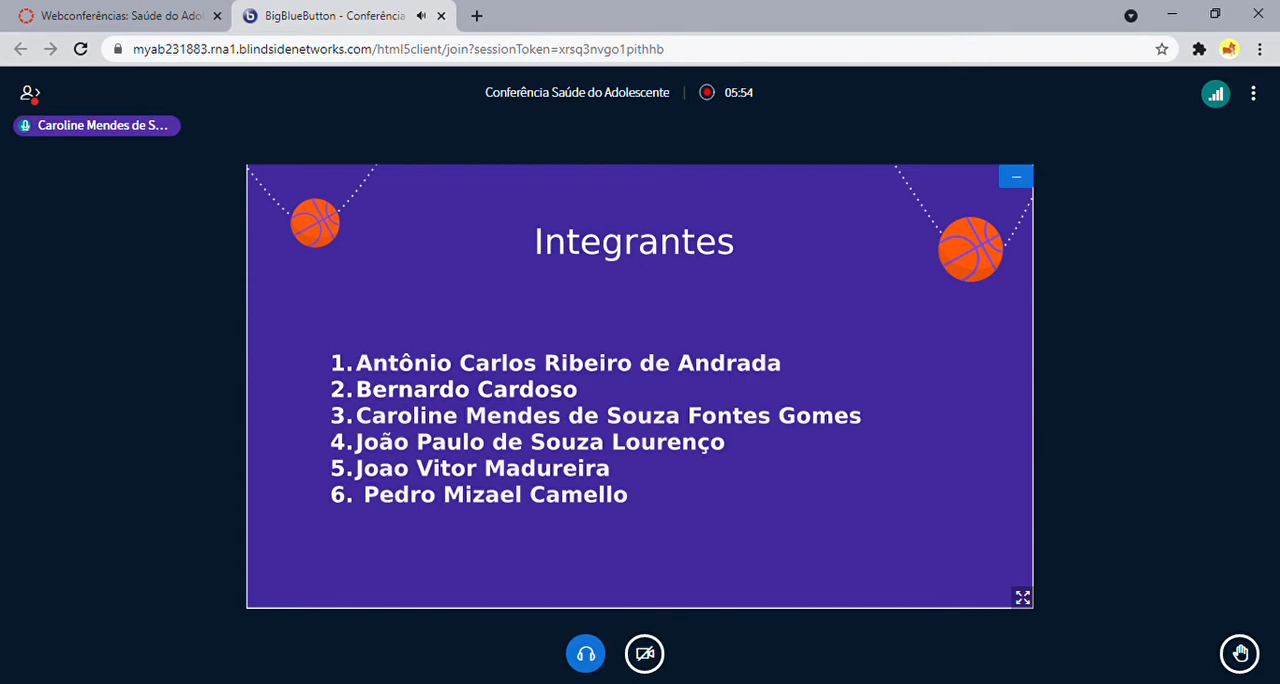 Webconferências: Saúde do Adol
BigBlueButton - Conferência
myab231883.rna1.blindsidenetworks.com/html5client/join?sessionToken=xrsq3nvgo1pithhb
Conferência Saúde do Adolescente | 05:54
Caroline Mendes de S...
Integrantes
1. Antônio Carlos Ribeiro de Andrada
2. Bernardo Cardoso
3. Caroline Mendes de Souza Fontes Gomes
4. João Paulo de Souza Lourenço
5. Joao Vitor Madureira
6. Pedro Mizael Camello